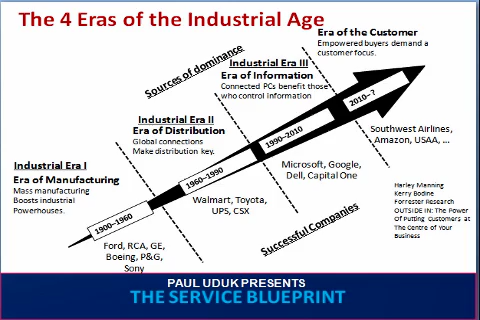 The 4 Eras of the Industrial Age
Era of the Customer
Empowered buyers demand a
customer focus.
Sources of dominance
Industrial Era III
Era of Information
Connected PCs benefit those
who control information
2010–?
Industrial Era II
Era of Distribution
Global connections
Make distribution key.
1990–2010
Southwest Airlines,
Amazon, USAA, ...
Industrial Era I
Era of Manufacturing
Mass manufacturing
Boosts industrial
Powerhouses.
1960–1990
Microsoft, Google,
Dell, Capital One
Walmart, Toyota,
UPS, CSX
1900–1960
Ford, RCA, GE,
Boeing, P&G,
Sony
Successful Companies
Harley Manning
Kerry Bodine
Forrester Research
OUTSIDE IN: The Power
Of Putting Customers at
The Centre of Your
Business
PAUL UDUK PRESENTS
THE SERVICE BLUEPRINT